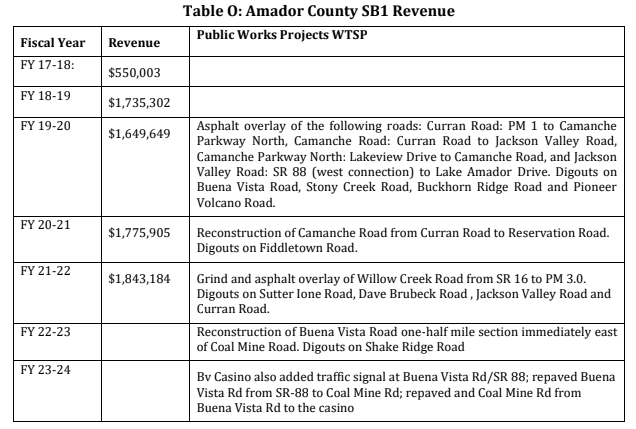 Table O: Amador County SB1 Revenue
Fiscal Year
Revenue
Public Works Projects WTSP
FY 17-18:
$550,003
FY 18-19
$1,735,302
FY 19-20
$1,649,649
Asphalt overlay of the following roads: Curran Road: PM 1 to Camanche
Parkway North, Camanche Road: Curran Road to Jackson Valley Road,
Camanche Parkway North: Lakeview Drive to Camanche Road, and Jackson
Valley Road: SR 88 (west connection) to Lake Amador Drive. Digouts on
Buena Vista Road, Stony Creek Road, Buckhorn Ridge Road and Pioneer
Volcano Road.
FY 20-21
$1,775,905
Reconstruction of Camanche Road from Curran Road to Reservation Road.
Digouts on Fiddletown Road.
FY 21-22
$1,843,184
Grind and asphalt overlay of Willow Creek Road from SR 16 to PM 3.0.
Digouts on Sutter Ione Road, Dave Brubeck Road , Jackson Valley Road and
Curran Road.
FY 22-23
Reconstruction of Buena Vista Road one-half mile section immediately east
of Coal Mine Road. Digouts on Shake Ridge Road
FY 23-24
Bv Casino also added traffic signal at Buena Vista Rd/SR 88; repaved Buena
Vista Rd from SR-88 to Coal Mine Rd; repaved and Coal Mine Rd from
Buena Vista Rd to the casino